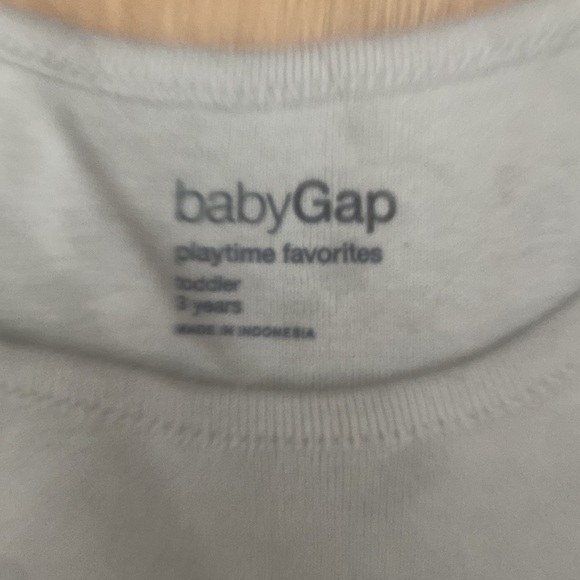 babyGap
playtime favorites
toddler
3 years
MADE IN INDONESIA